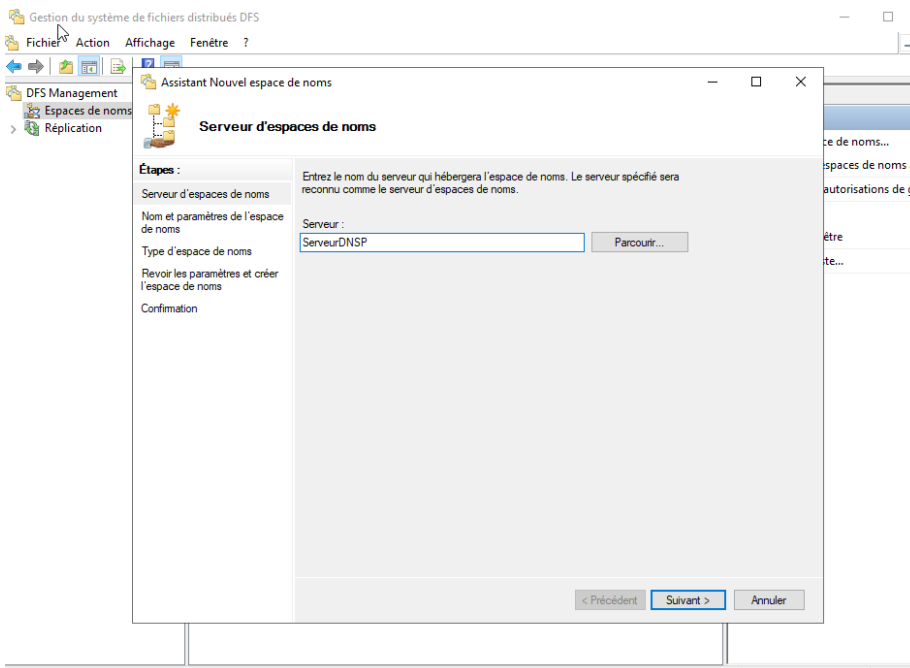 Gestion du système de fichiers distribués DFS
Fichier Action Affichage Fenêtre ?
DFS Management
Espaces de noms
Réplication
Assistant Nouvel espace de noms
Serveur d'espaces de noms
Étapes :
Serveur d'espaces de noms
Nom et paramètres de l'espace
de noms
Type d'espace de noms
Revoir les paramètres et créer
l'espace de noms
Confirmation
Entrez le nom du serveur qui hébergera l'espace de noms. Le serveur spécifié sera
reconnu comme le serveur d'espaces de noms.
Serveur :
ServeurDNSP
Parcourir...
< Précédent
Suivant >
Annuler
ce de noms...
espaces de noms
autorisations de
être
te...